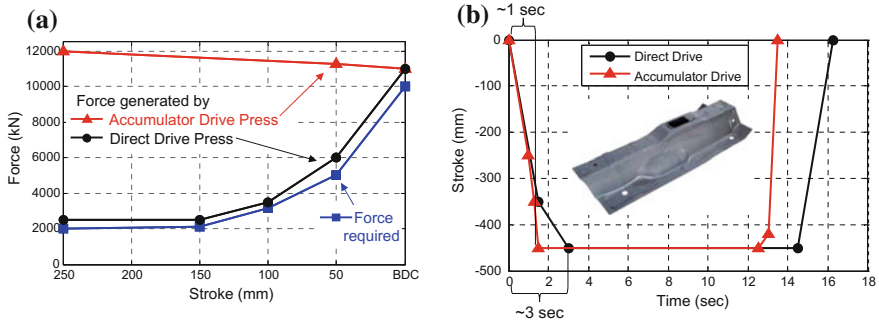 (a)
12000
10000
8000
6000
4000
2000
0
250
200
150
100
50
BDC
Force (kN)
Stroke (mm)
Force generated by
Accumulator Drive Press
Direct Drive Press
Force
required
(b)
~1 sec
0
-100
-200
-300
-400
-500
Stroke (mm)
Direct Drive
Accumulator Drive
0
2
4
6
8
10
12
14
16
18
Time (sec)
~3 sec